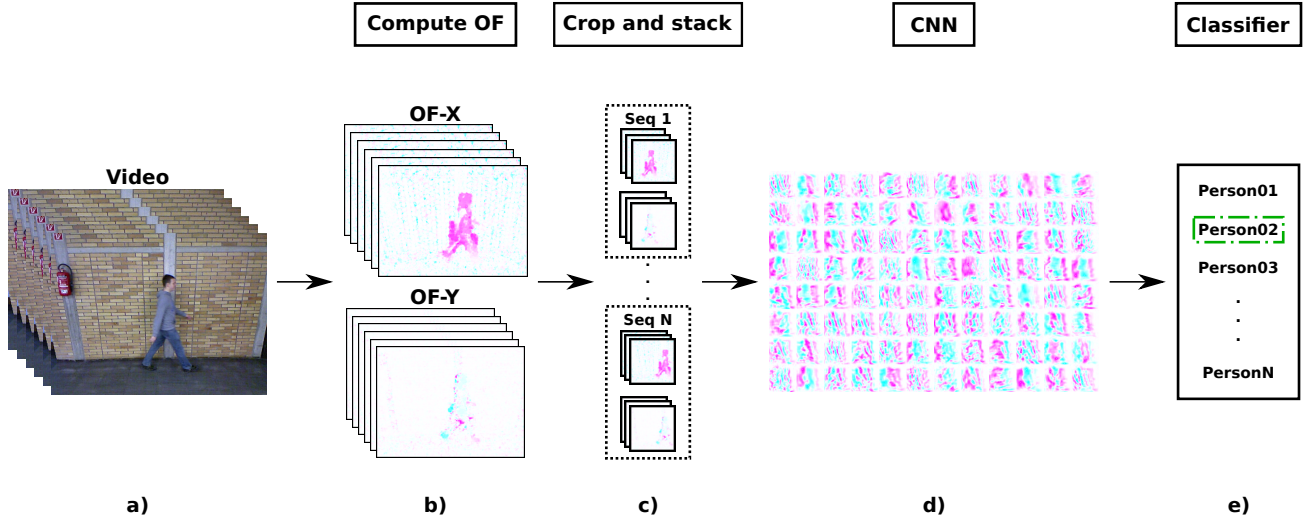 Compute OF
Crop and stack
CNN
Classifier
Video
OF-X
OF-Y
Seq 1
Seq N
Person01
Person02
Person03
PersonN
a)
b)
c)
d)
e)